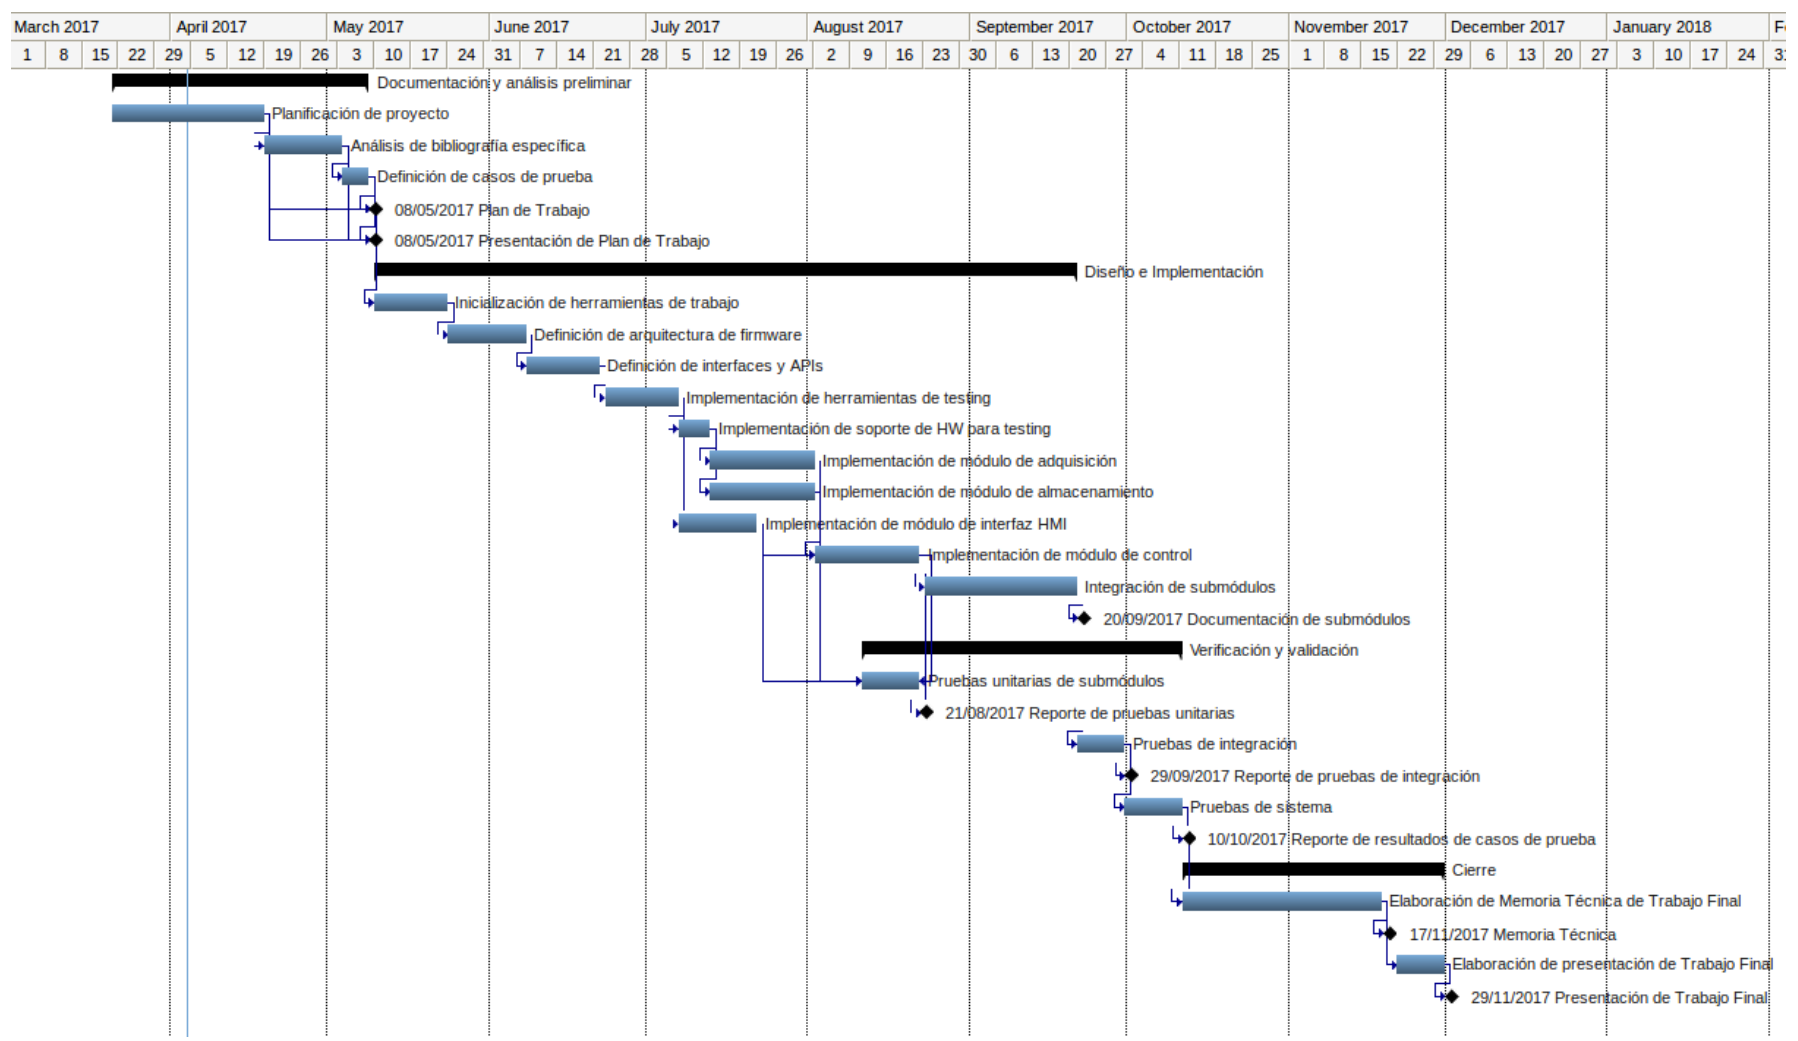 March 2017 April 2017 May 2017 June 2017 July 2017 August 2017 September 2017 October 2017 November 2017 December 2017 January 2018
1 8 15 22 29 5 12 19 26 3 10 17 24 31 7 14 21 28 5 12 19 26 2 9 16 23 30 6 13 20 27 4 11 18 25 1 8 15 22 29 6 13 20 27 3 10 17 24
Documentación y análisis preliminar
Planificación de proyecto
Análisis de bibliografía específica
Definición de casos de prueba
08/05/2017 Plan de Trabajo
08/05/2017 Presentación de Plan de Trabajo
Diseño e Implementación
Inicialización de herramientas de trabajo
Definición de arquitectura de firmware
Definición de interfaces y APIs
Implementación de herramientas de testing
Implementación de soporte de HW para testing
Implementación de módulo de adquisición
Implementación de módulo de almacenamiento
Implementación de módulo de interfaz HMI
Implementación de módulo de control
Integración de submódulos
20/09/2017 Documentación de submódulos
Verificación y validación
Pruebas unitarias de submódulos
21/08/2017 Reporte de pruebas unitarias
Pruebas de integración
29/09/2017 Reporte de pruebas de integración
Pruebas de sistema
10/10/2017 Reporte de resultados de casos de prueba
Cierre
Elaboración de Memoria Técnica de Trabajo Final
17/11/2017 Memoria Técnica
Elaboración de presentación de Trabajo Final
29/11/2017 Presentación de Trabajo Final